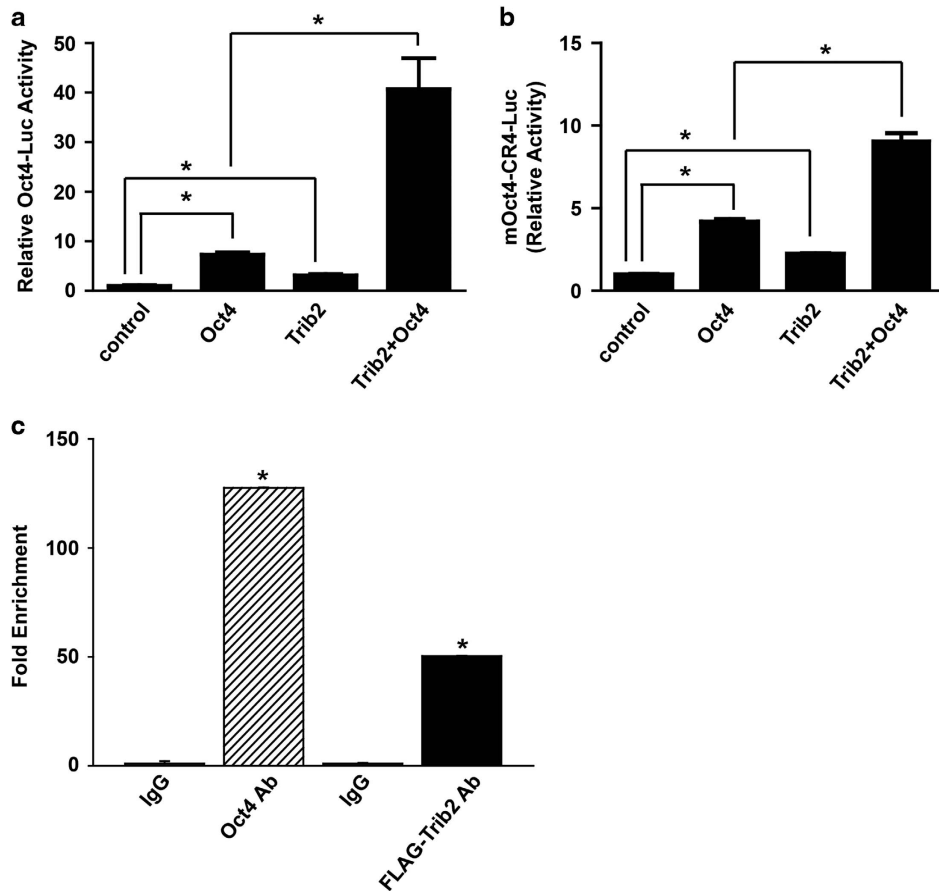 a
Relative Oct4-Luc Activity
50
40
30
20
10
0
*
*
*
control
Oct4
Trib2
Trib2+Oct4
b
mOct4-CR4-Luc
(Relative Activity)
15
10
5
0
*
*
*
control
Oct4
Trib2
Trib2+Oct4
c
Fold Enrichment
150
100
50
0
*
*
IgG
Oct4 Ab
IgG
FLAG-Trib2 Ab